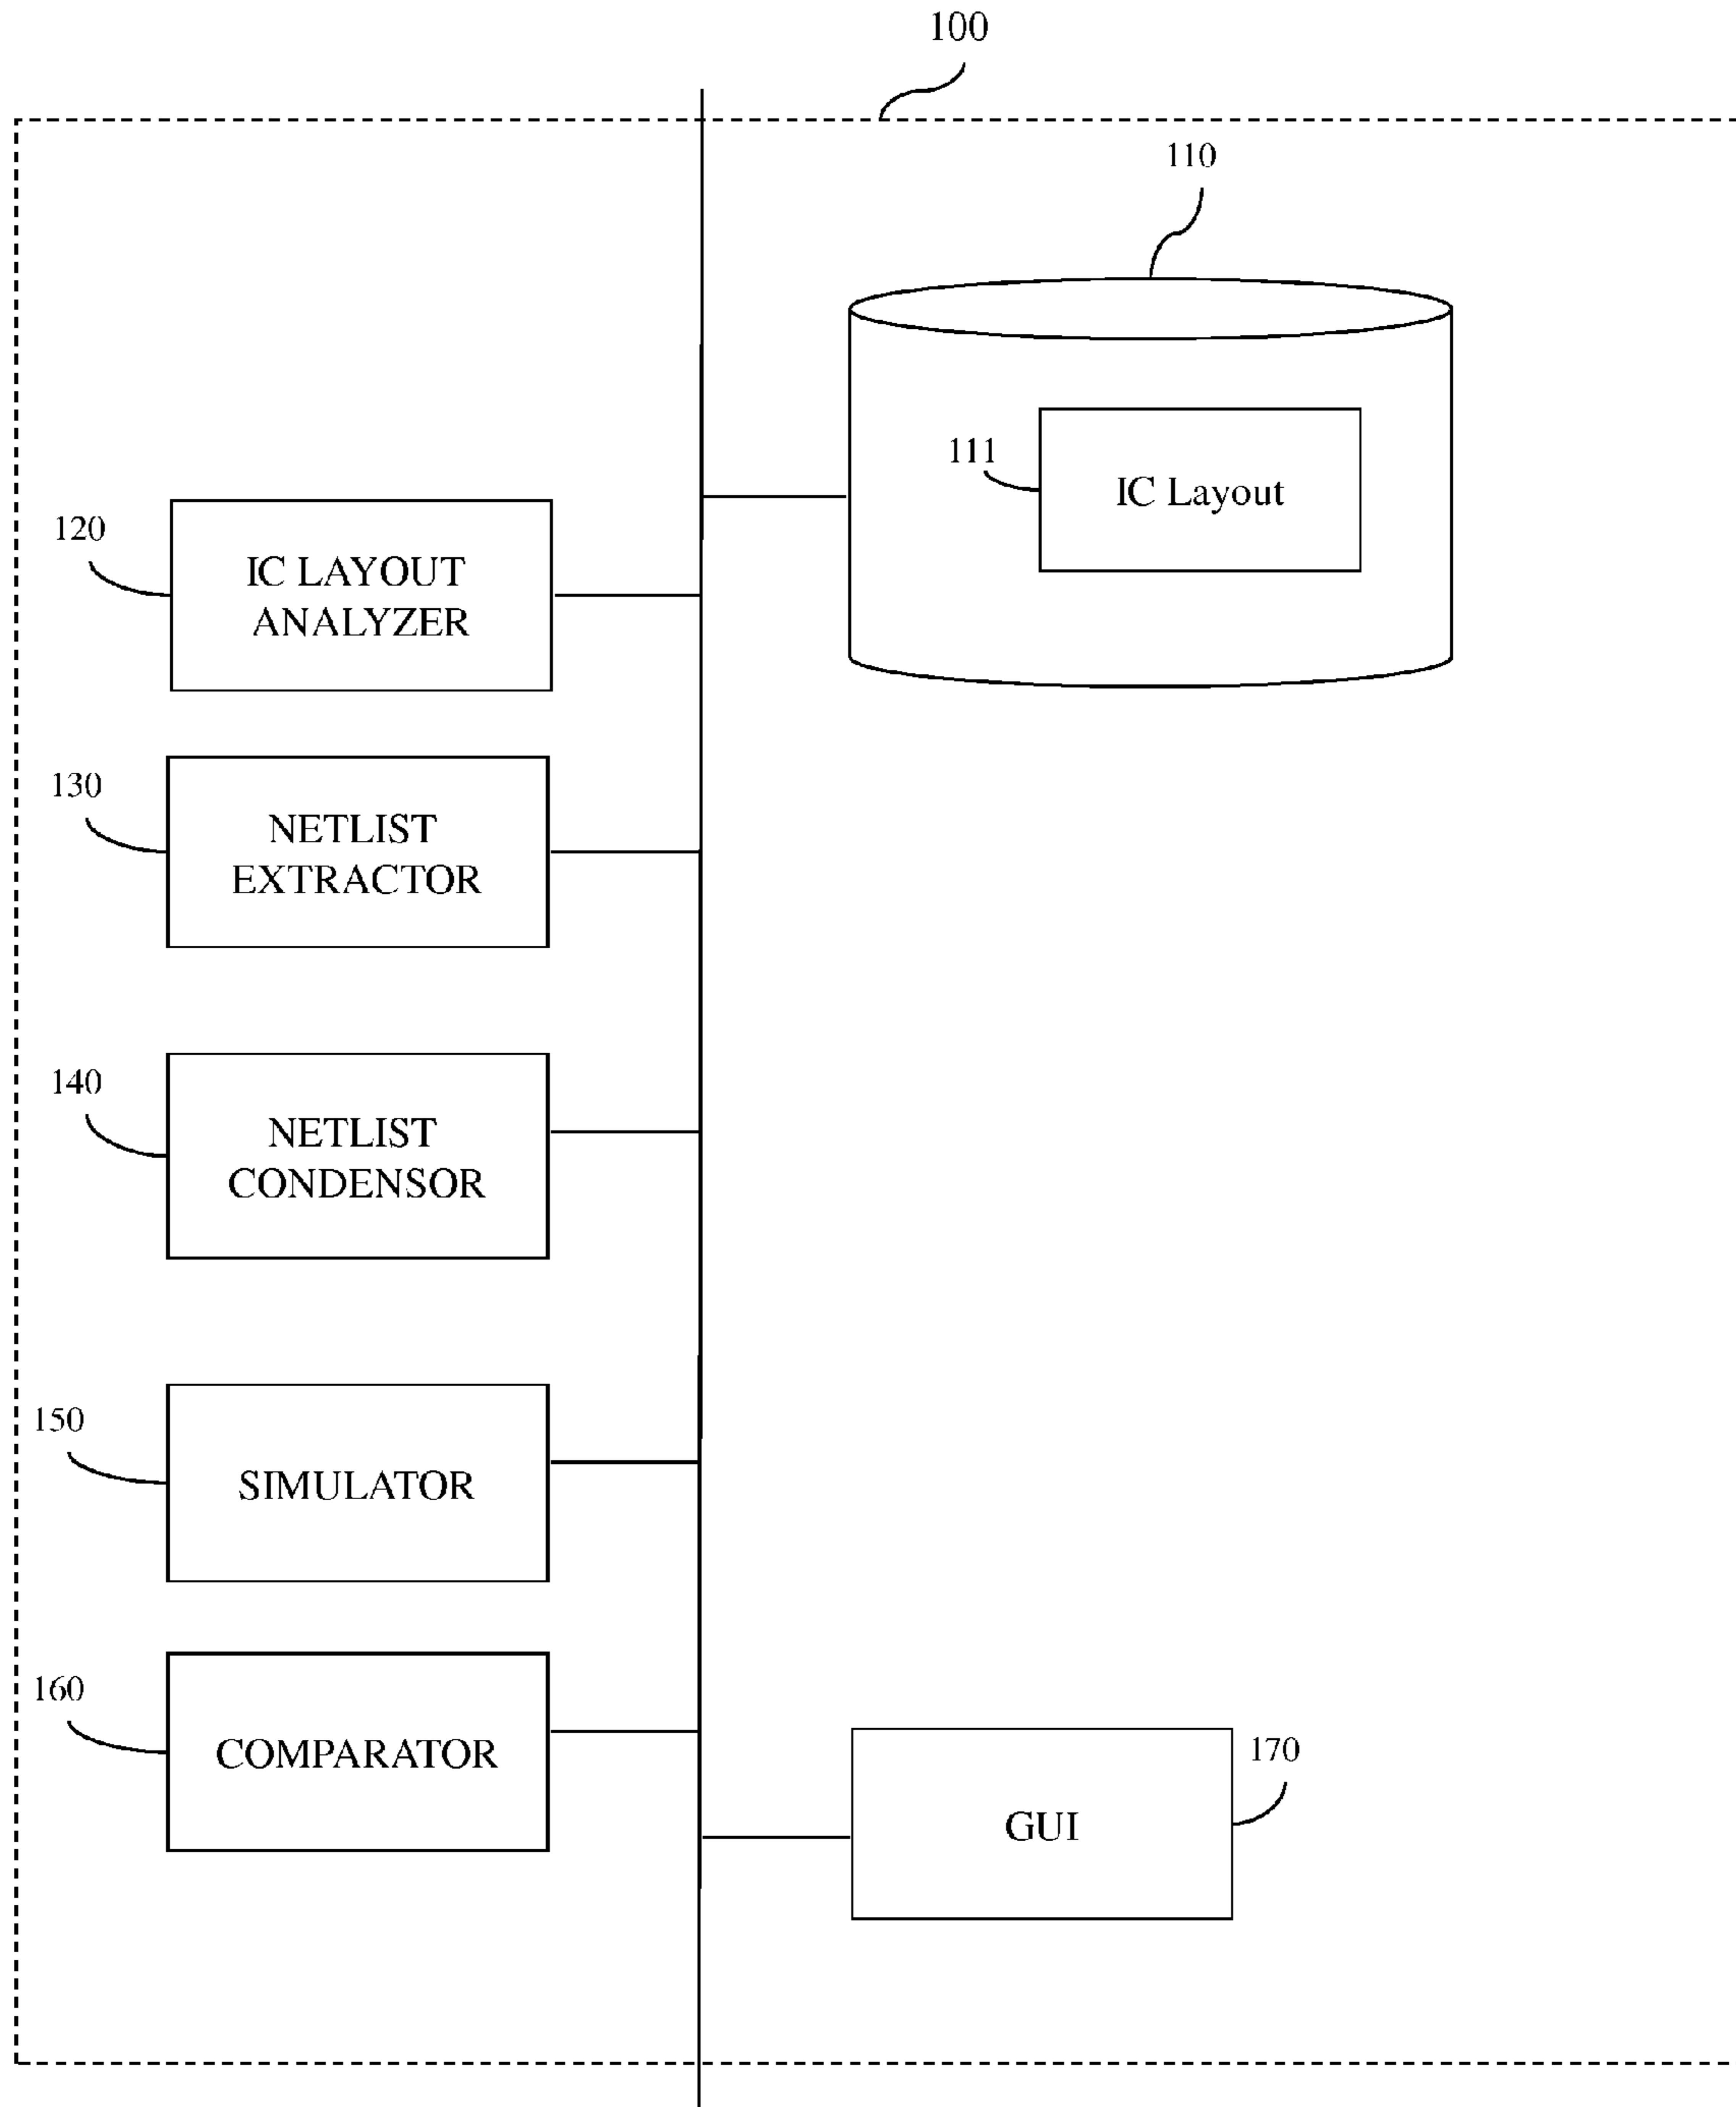 100
110
111
IC Layout
120
IC LAYOUT
ANALYZER
130
NETLIST
EXTRACTOR
140
NETLIST
CONDENSOR
150
SIMULATOR
160
COMPARATOR
170
GUI